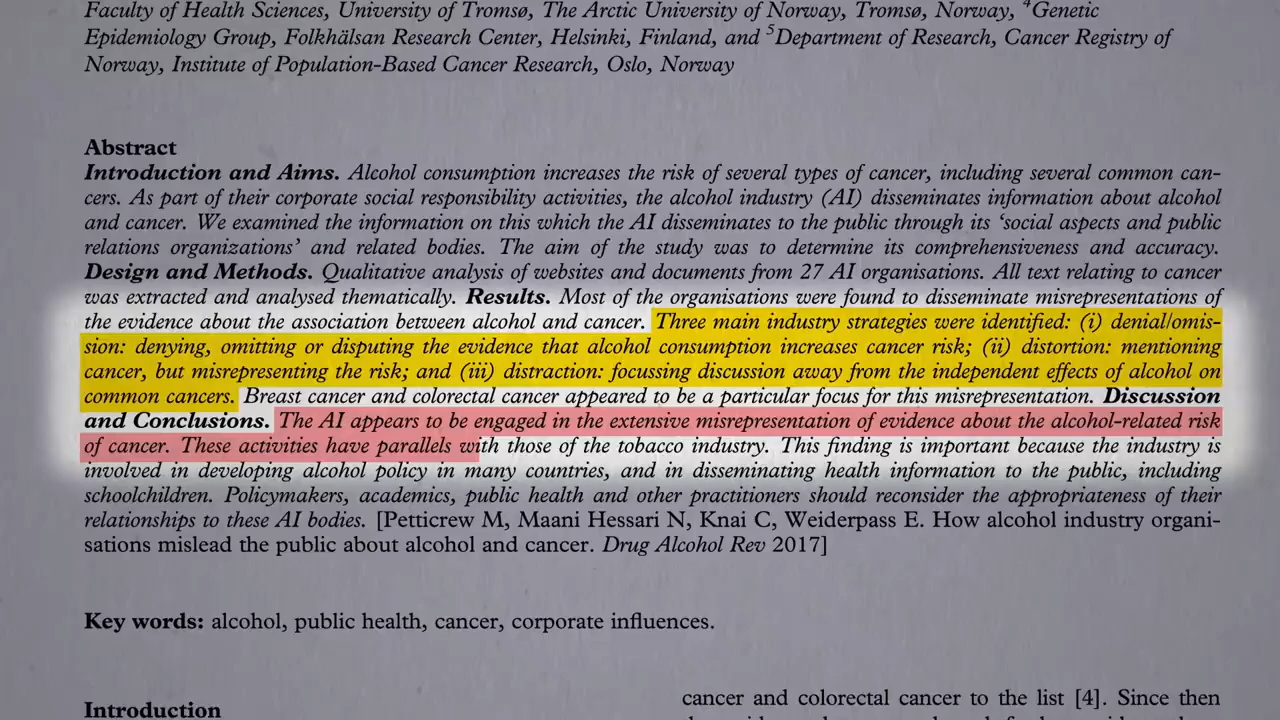 Faculty of Health Sciences, University of Tromsø, The Arctic University of Norway, Tromsø, Norway, ⁴Genetic
Epidemiology Group, Folkhälsan Research Center, Helsinki, Finland, and ⁵Department of Research, Cancer Registry of
Norway, Institute of Population-Based Cancer Research, Oslo, Norway
Abstract
Introduction and Aims. Alcohol consumption increases the risk of several types of cancer, including several common can-
cers. As part of their corporate social responsibility activities, the alcohol industry (AI) disseminates information about alcohol
and cancer. We examined the information on this which the AI disseminates to the public through its ‘social aspects and public
relations organizations’ and related bodies. The aim of the study was to determine its comprehensiveness and accuracy.
Design and Methods. Qualitative analysis of websites and documents from 27 AI organisations. All text relating to cancer
was extracted and analysed thematically. Results. Most of the organisations were found to disseminate misrepresentations of
the evidence about the association between alcohol and cancer. Three main industry strategies were identified: (i) denial/omis-
sion: denying, omitting or disputing the evidence that alcohol consumption increases cancer risk; (ii) distortion: mentioning
cancer, but misrepresenting the risk; and (iii) distraction: focussing discussion away from the independent effects of alcohol on
common cancers. Breast cancer and colorectal cancer appeared to be a particular focus for this misrepresentation. Discussion
and Conclusions. The AI appears to be engaged in the extensive misrepresentation of evidence about the alcohol-related risk
of cancer. These activities have parallels with those of the tobacco industry. This finding is important because the industry is
involved in developing alcohol policy in many countries, and in disseminating health information to the public, including
schoolchildren. Policymakers, academics, public health and other practitioners should reconsider the appropriateness of their
relationships to these AI bodies. [Petticrew M, Maani Hessari N, Knai C, Weiderpass E. How alcohol industry organi-
sations mislead the public about alcohol and cancer. Drug Alcohol Rev 2017]
Key words: alcohol, public health, cancer, corporate influences.
Introduction
cancer and colorectal cancer to the list [4]. Since then